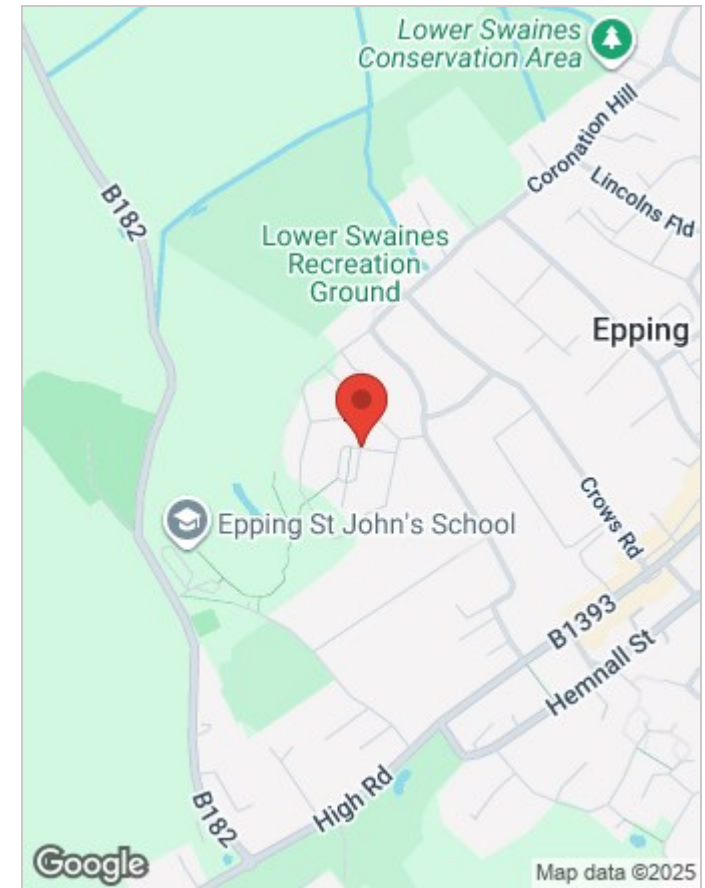 Lower Swaines
Conservation Area
Coronation Hill
B182
Lincolns Fld
Lower Swaines
Recreation
Ground
Epping
Crows Rd
Epping St John's School
B1393
Hemnall St
High Rd
B182
Google
Map data ©2025